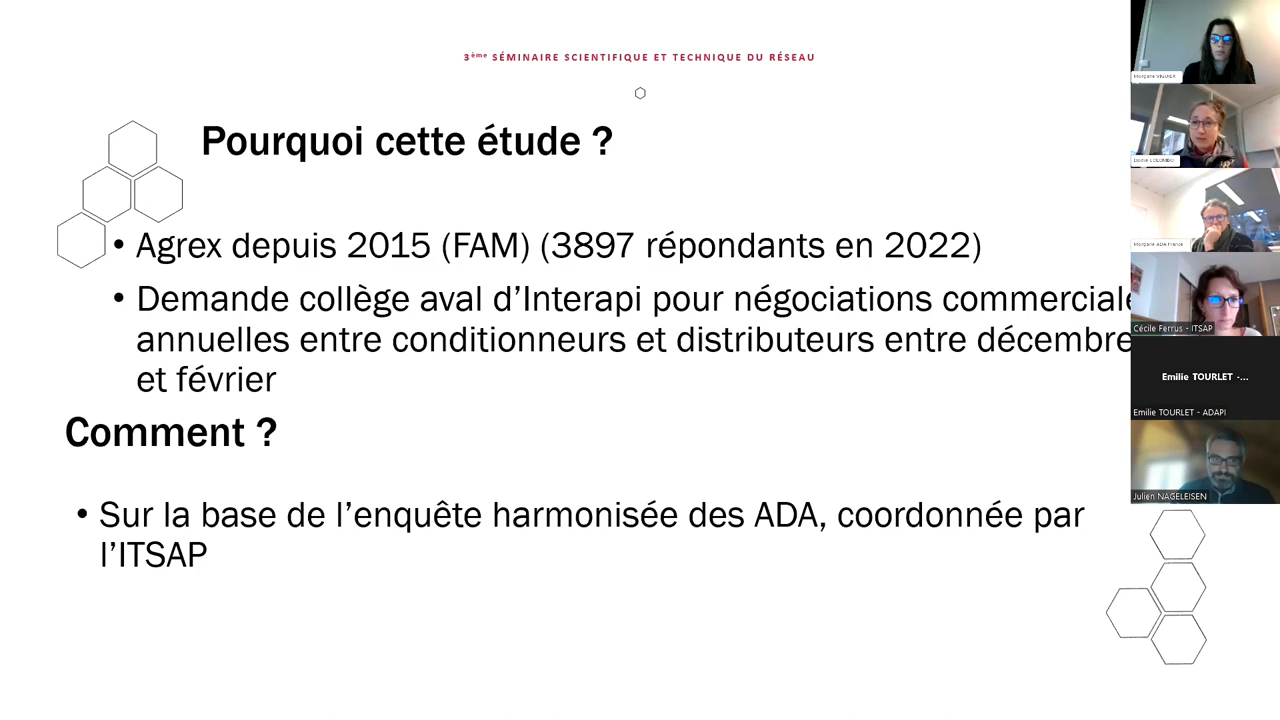 3ème SÉMINAIRE SCIENTIFIQUE ET TECHNIQUE DU RÉSEAU
Pourquoi cette étude ?
• Agrex depuis 2015 (FAM) (3897 répondants en 2022)
• Demande collège aval d’Interapi pour négociations commerciale
annuelles entre conditionneurs et distributeurs entre décembre
et février
Comment ?
• Sur la base de l’enquête harmonisée des ADA, coordonnée par
l’ITSAP
Morgane VIGUIER
COLOMBO
Morgane ADA France
Cécile Ferrus - ITSAP
Emilie TOURLET -...
Emilie TOURLET - ADAPI
Julien NAGELEISEN